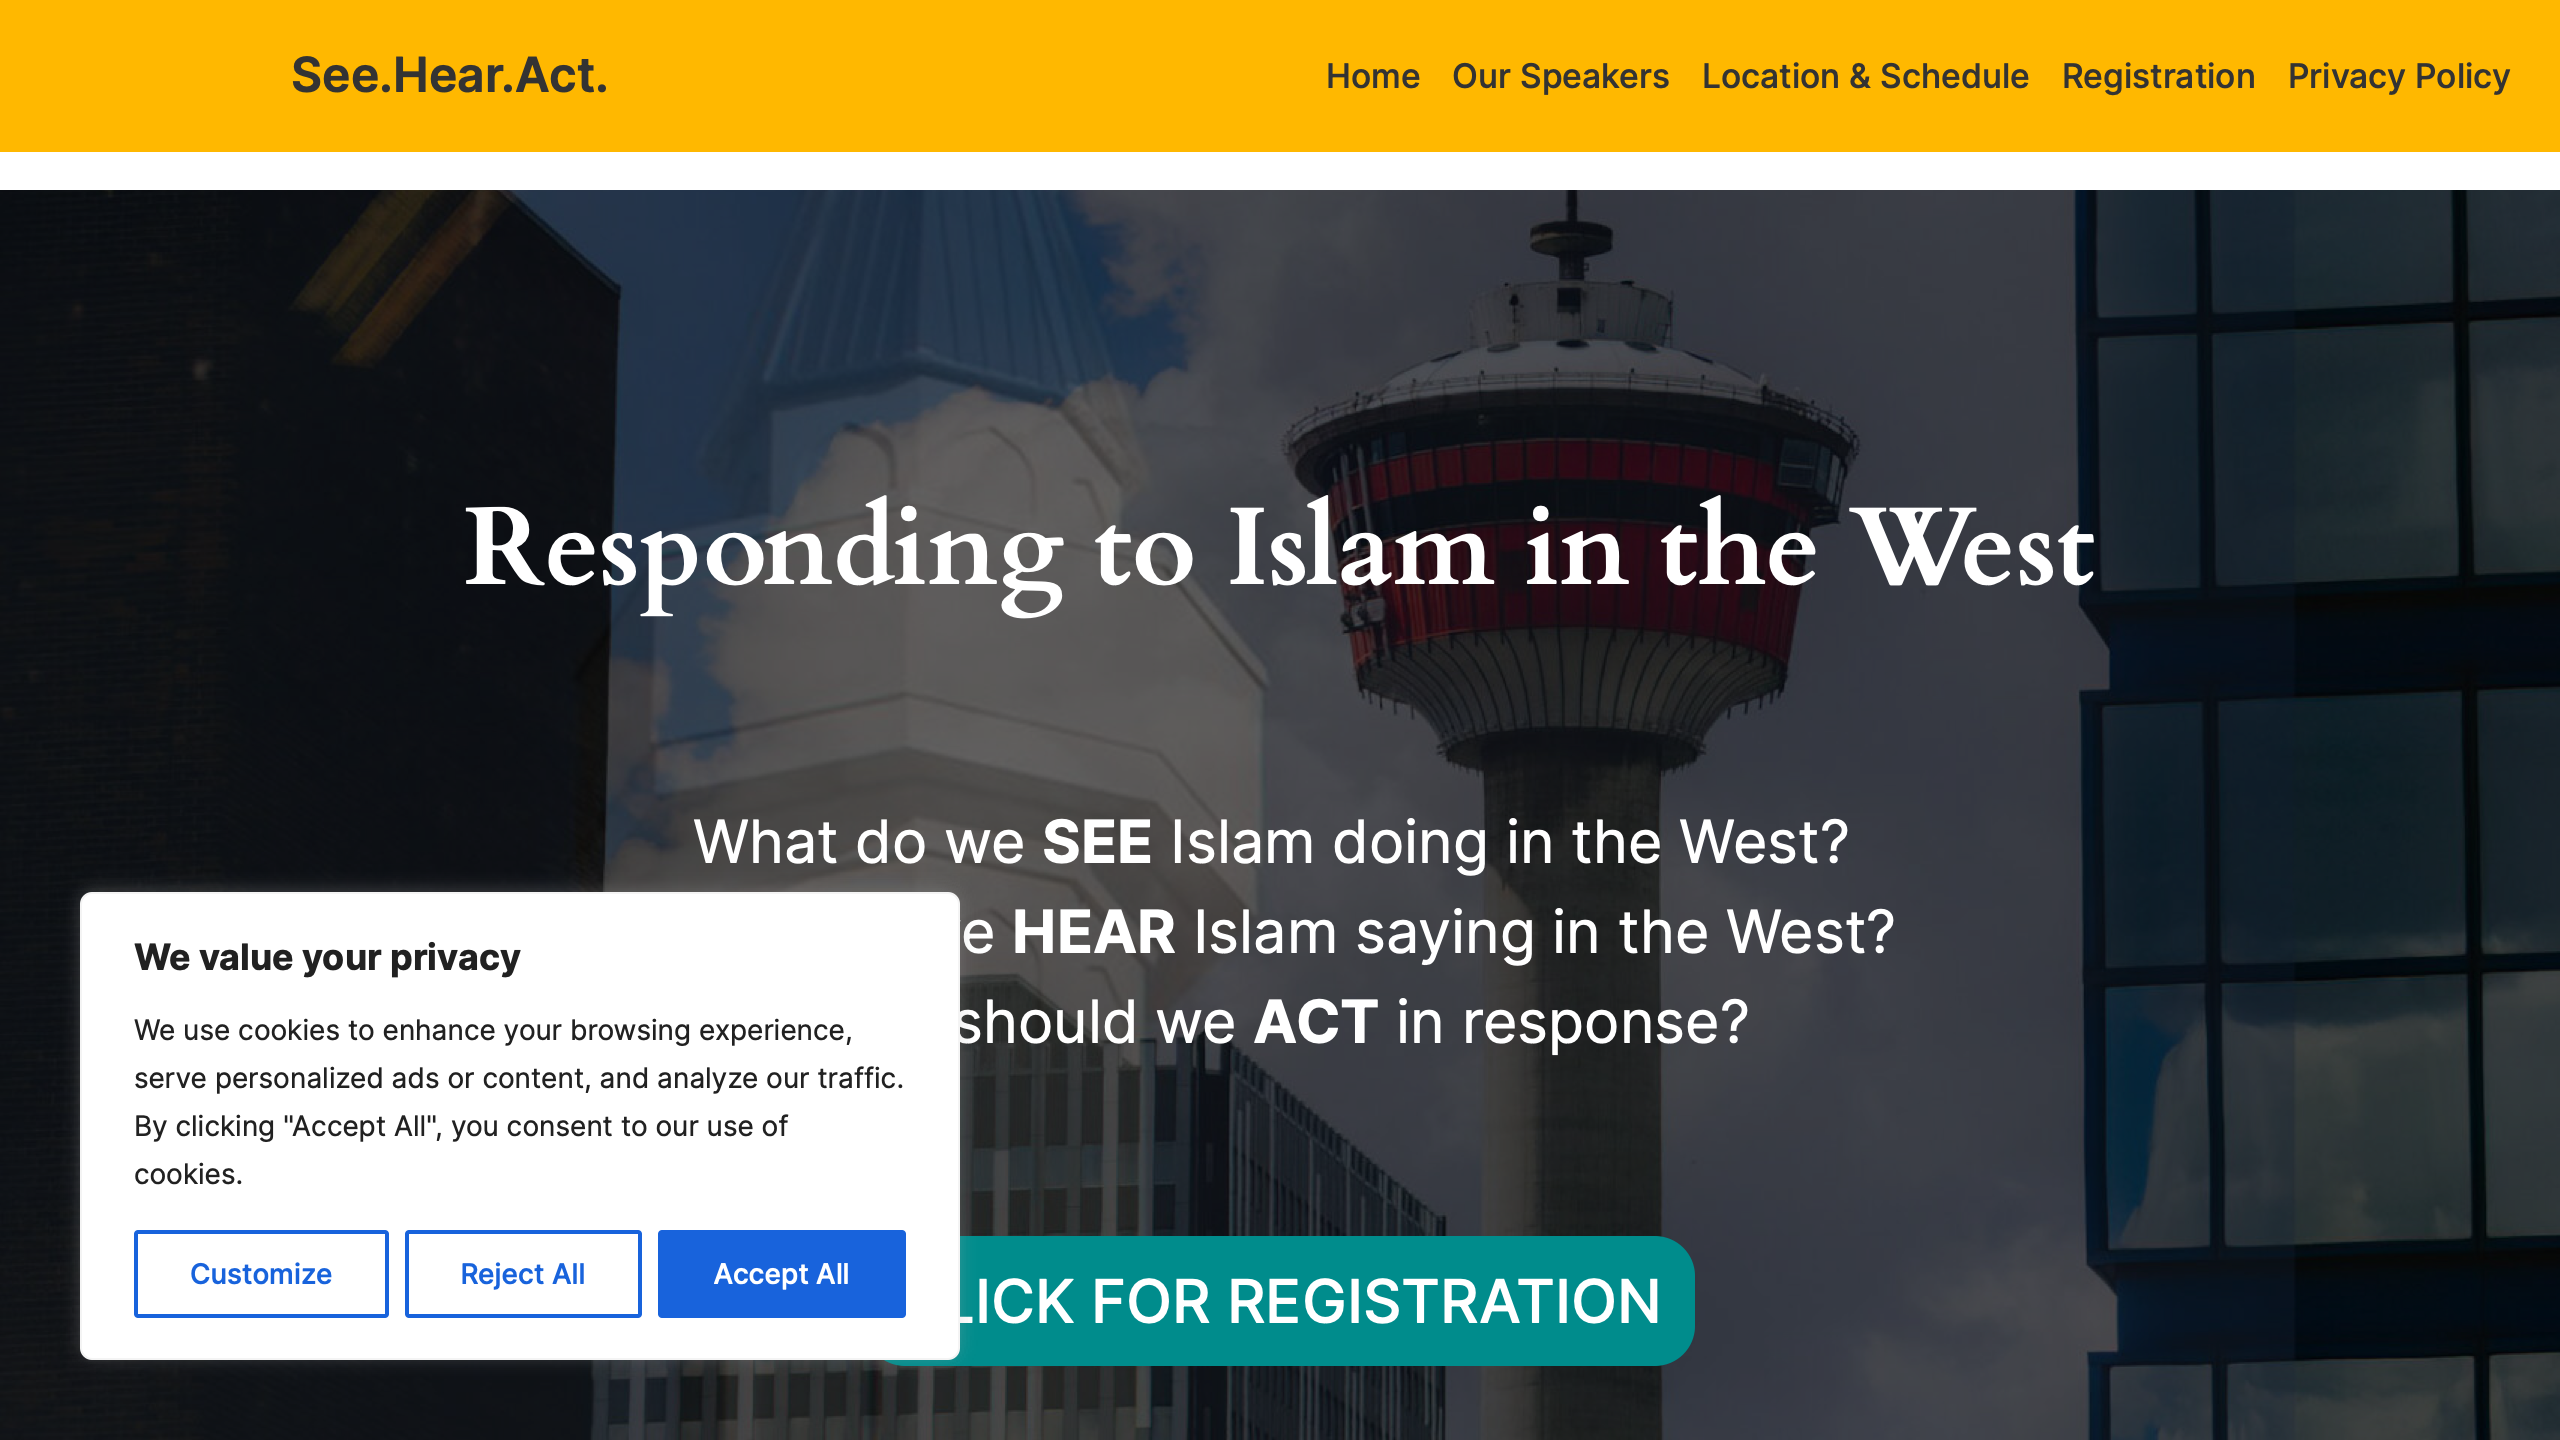 See.Hear.Act.
Home Our Speakers Location & Schedule Registration Privacy Policy
Responding to Islam in the West
What do we SEE Islam doing in the West?
HEAR Islam saying in the West?
should we ACT in response?
We value your privacy
We use cookies to enhance your browsing experience,
serve personalized ads or content, and analyze our traffic.
By clicking "Accept All", you consent to our use of
cookies.
Customize Reject All Accept All
FOR REGISTRATION